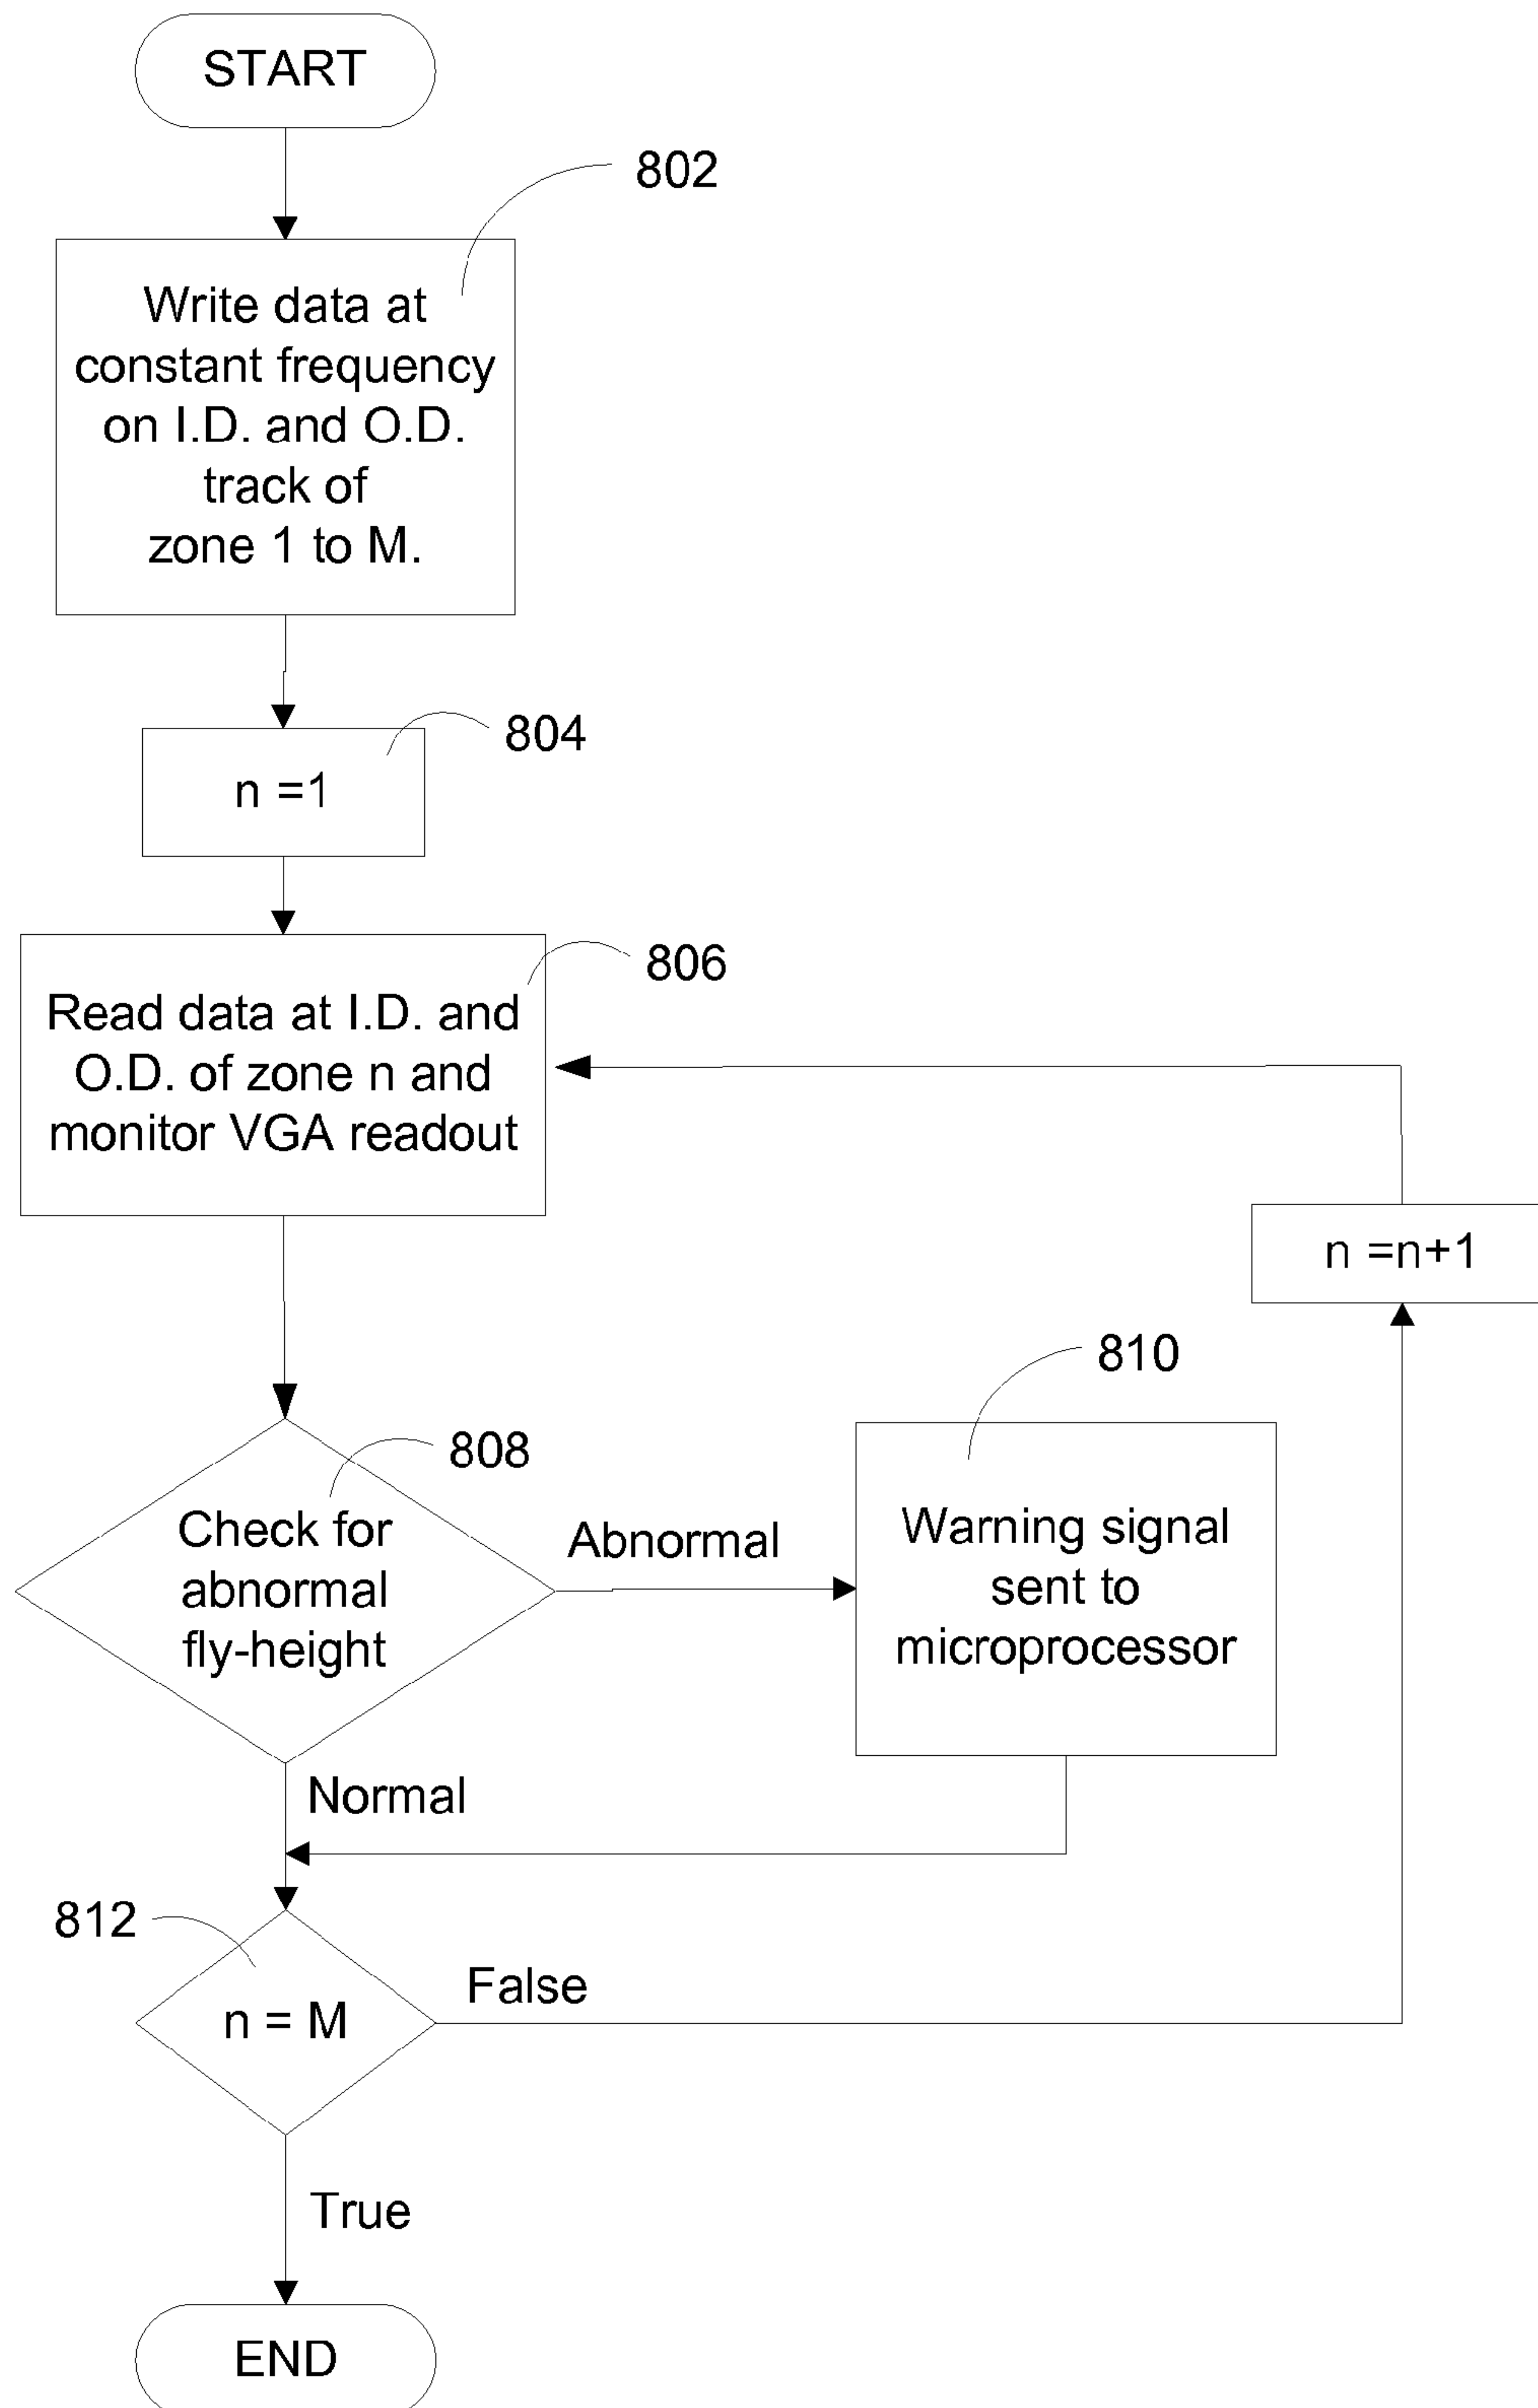 START
802
Write data at
constant frequency
on I.D. and O.D.
track of
zone 1 to M.
804
n =1
806
Read data at I.D. and
O.D. of zone n and
monitor VGA readout
n =n+1
810
808
Check for
abnormal
fly-height
Abnormal
Warning signal
sent to
microprocessor
Normal
812
n = M
False
True
END